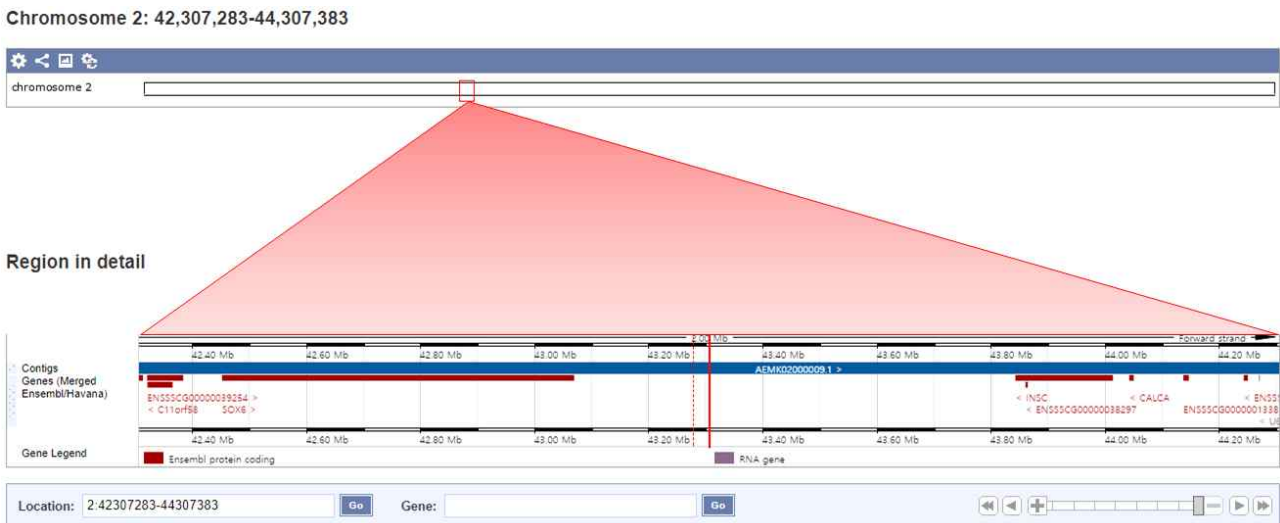 Chromosome 2: 42,307,283-44,307,383
chromosome 2
Region in detail
2.00 Mb Forward strand
42.40 Mb 42.60 Mb 42.80 Mb 43.00 Mb 43.20 Mb 43.40 Mb 43.60 Mb 43.80 Mb 44.00 Mb 44.20 Mb
Contigs AEMK02000009.1 >
Genes (Merged
Ensembl/Havana)
ENSSSCG00000039254 > < INSC < CALCA < ENSS
< C11orf58 SOX6 > < ENSSSCG00000038297 ENSSSCG0000001338
42.40 Mb 42.60 Mb 42.80 Mb 43.00 Mb 43.20 Mb 43.40 Mb 43.60 Mb 43.80 Mb 44.00 Mb 44.20 Mb
Gene Legend Ensembl protein coding RNA gene
Location: 2:42307283-44307383 Go Gene: Go